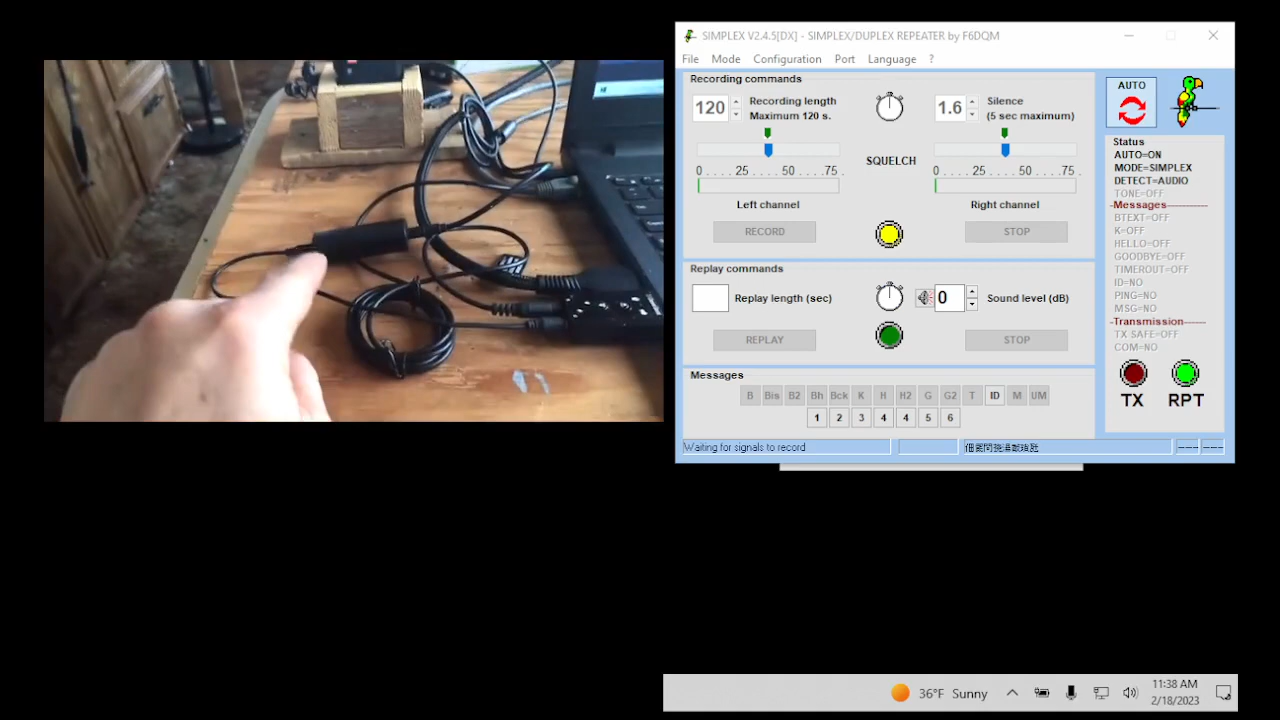 SIMPLEX V2.4.5[DX] - SIMPLEX/DUPLEX REPEATER by F6DQM
File Mode Configuration Port Language ?
Recording commands
120
Recording length
Maximum 120 s.
1.6
Silence
(5 sec maximum)
SQUELCH
0 . . . . 25 . . . . 50 . . . . 75 .
0 . . . . 25 . . . . 50 . . . . 75 .
Left channel
Right channel
RECORD
STOP
Replay commands
Replay length (sec)
0
Sound level (dB)
REPLAY
STOP
Messages
B Bis B2 Bh Bck K H H2 G G2 T ID M UM
1 2 3 4 4 5 6
Waiting for signals to record
AUTO
Status
AUTO=ON
MODE=SIMPLEX
DETECT=AUDIO
TONE=OFF
-Messages-----------
BTEXT=OFF
K=OFF
HELLO=OFF
GOODBYE=OFF
TIMEROUT=OFF
ID=NO
PING=NO
MSG=NO
-Transmission------
TX SAFE=OFF
COM=NO
TX RPT
36°F Sunny
11:38 AM
2/18/2023